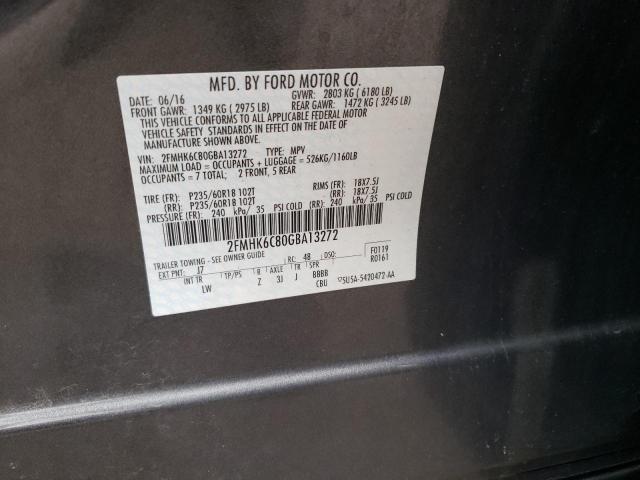 MFD. BY FORD MOTOR CO.
DATE: 06/16 GVWR: 2803 KG ( 6180 LB)
FRONT GAWR: 1349 KG ( 2975 LB) REAR GAWR: 1472 KG ( 3245 LB)
THIS VEHICLE CONFORMS TO ALL APPLICABLE FEDERAL MOTOR
VEHICLE SAFETY STANDARDS IN EFFECT ON THE DATE OF MANUFACTURE
SHOWN ABOVE.
VIN: 2FMHK6C80GBA13272 TYPE: MPV
MAXIMUM LOAD = OCCUPANTS + LUGGAGE = 526KG/1160LB
OCCUPANTS = 7 TOTAL; 2 FRONT, 5 REAR
TIRE (FR): P235/60R18 102T RIMS (FR): 18X7.5J
(RR): P235/60R18 102T (RR): 18X7.5J
PRESSURE (FR): 240 kPa/ 35 PSI COLD (RR): 240 kPa/ 35 PSI COLD
2FMHK6C80GBA13272
TRAILER TOWING - SEE OWNER GUIDE RC: 48 DSO: F0119
EXT PNT: J7 R0161
INT TR TP/PS B AXLE TR SPR
LW Z 3J J BBBB
CBU 5U5A-5420472-AA